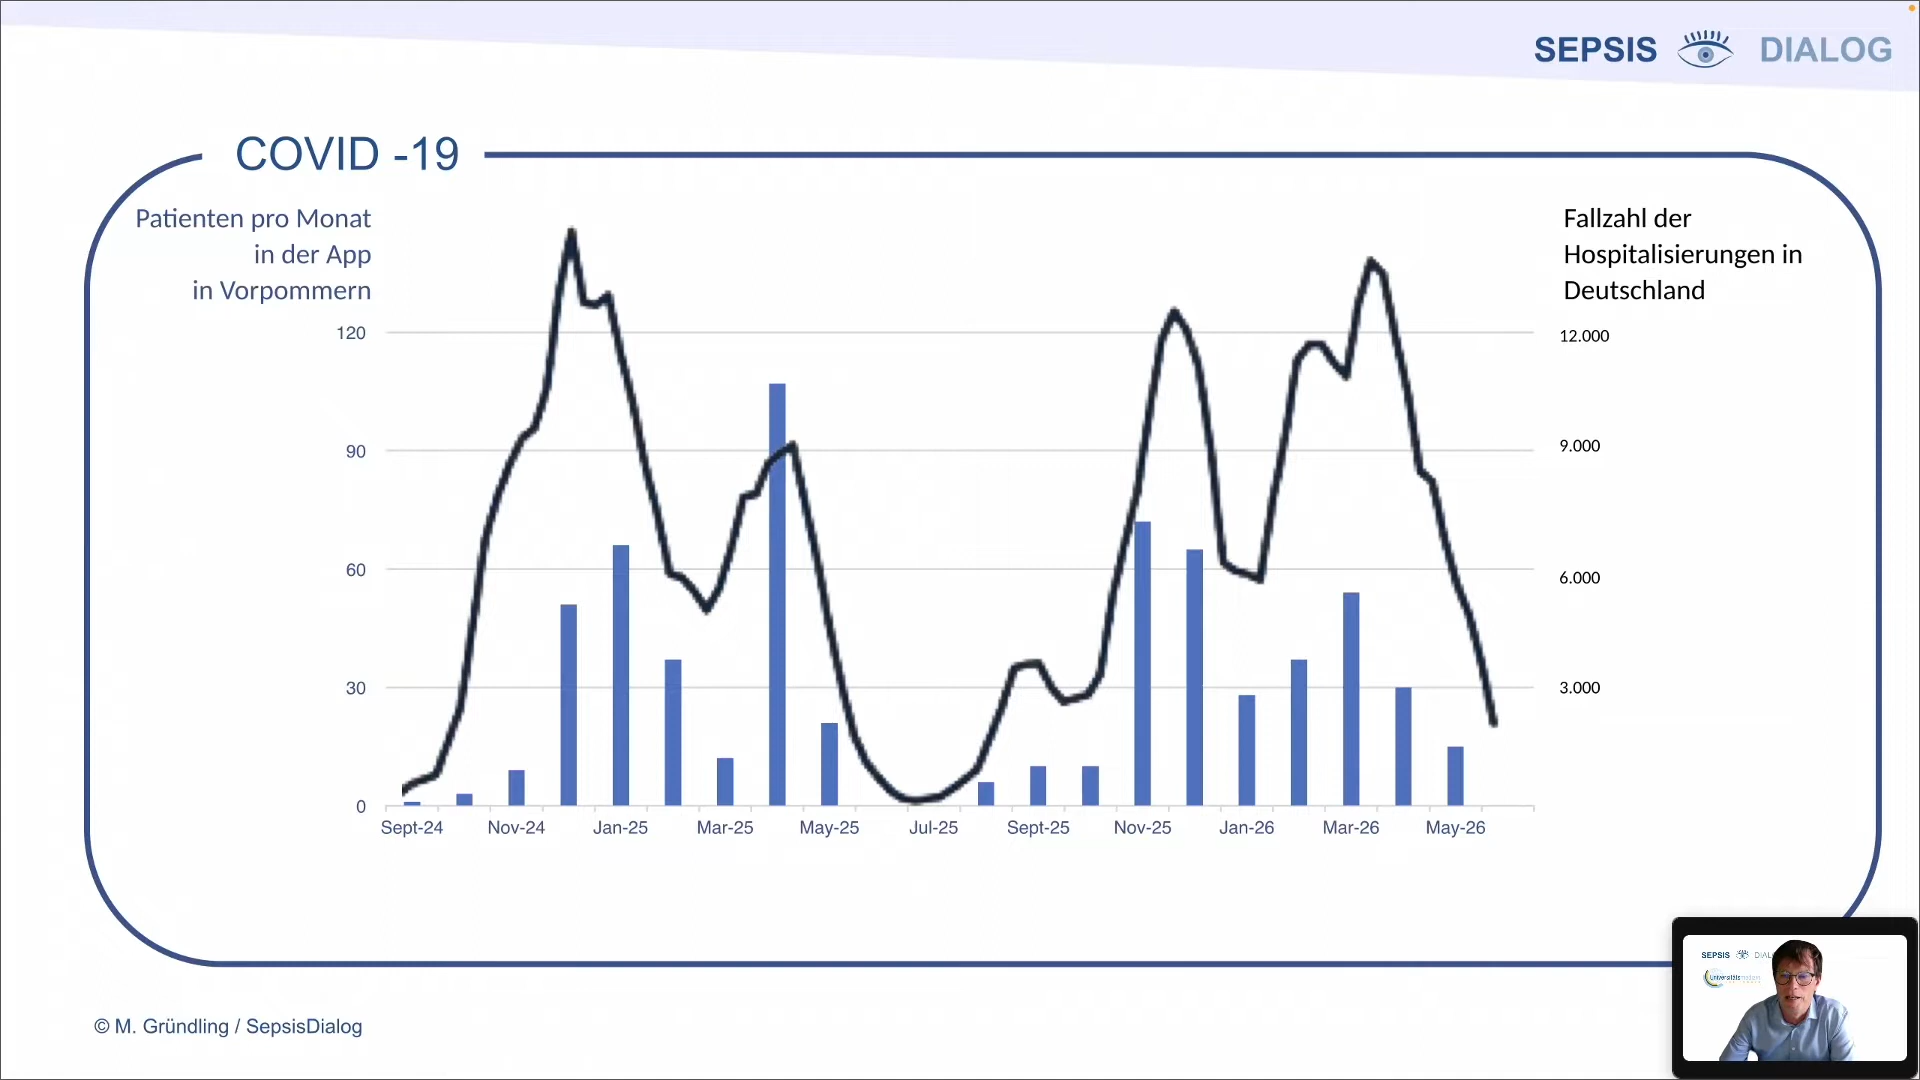 SEPSIS DIALOG
COVID -19
Patienten pro Monat
in der App
in Vorpommern
Fallzahl der
Hospitalisierungen in
Deutschland
120
90
60
30
0
12.000
9.000
6.000
3.000
Sept-24 Nov-24 Jan-25 Mar-25 May-25 Jul-25 Sept-25 Nov-25 Jan-26 Mar-26 May-26
© M. Gründling / SepsisDialog
SEPSIS